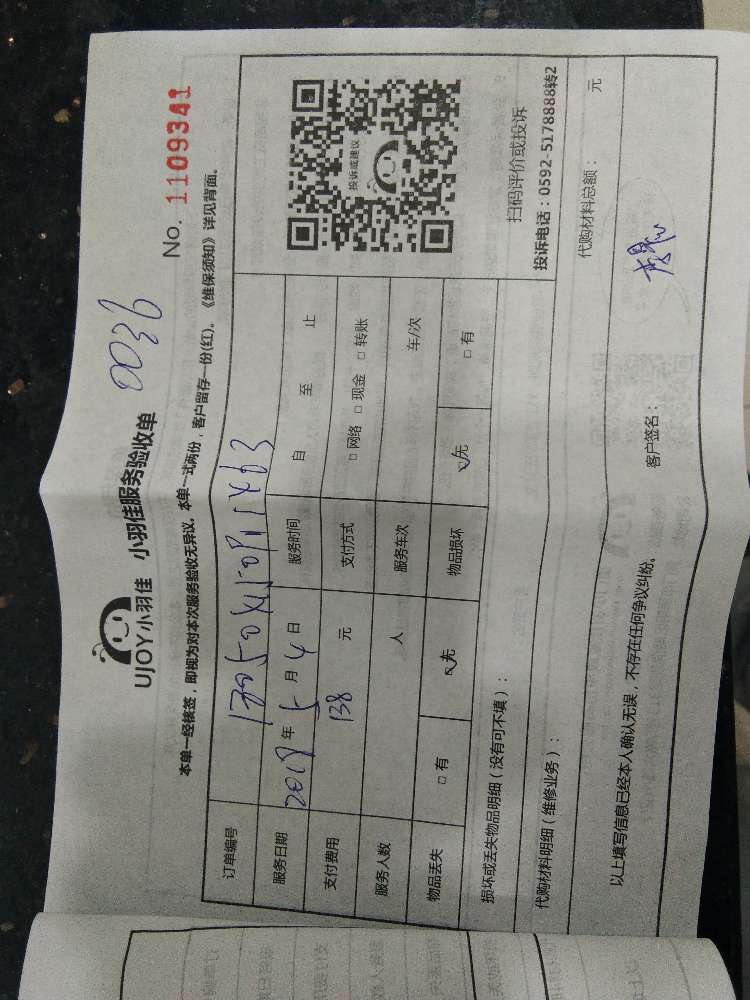 UJOY小羽佳 小羽佳服务验收单
0036
No. 1109341
本单一经核签，即视为对本次服务验收无异议，本单一式两份，客户留存一份(红)。《维保须知》详见背面。
订单编号
服务日期 2018年5月4日 服务时间 自 至 止
支付费用 138 元 支付方式 □网络 □现金 □转账
服务人数 人 服务车次 车/次
物品丢失 □有 ☑无 物品损坏 ☑无 □有
投诉或建议
扫码评价或投诉
投诉电话：0592-5178888转2
损坏或丢失物品明细（没有可不填）：
代购材料明细（维修业务）： 代购材料总额： 元
以上填写信息已经本人确认无误，不存在任何争议纠纷。 客户签名：